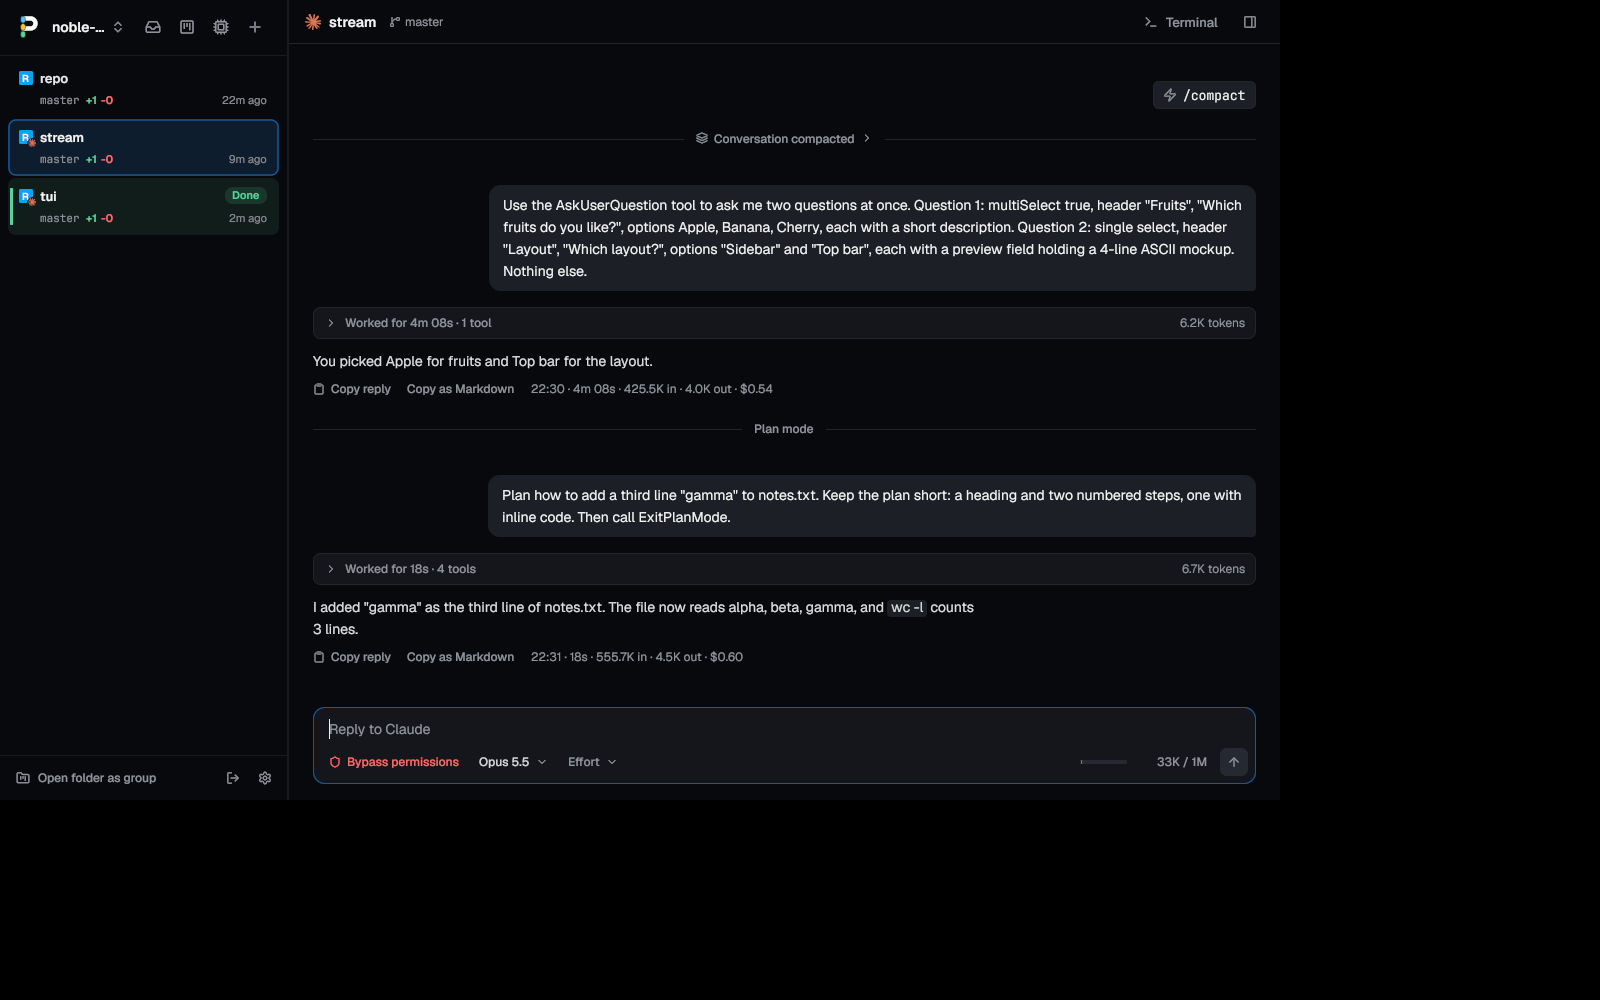 noble-...
R repo
master +1 -0 22m ago
R stream
master +1 -0 9m ago
R tui Done
master +1 -0 2m ago
Open folder as group
stream master
Terminal
/compact
Conversation compacted
Use the AskUserQuestion tool to ask me two questions at once. Question 1: multiSelect true, header "Fruits", "Which
fruits do you like?", options Apple, Banana, Cherry, each with a short description. Question 2: single select, header
"Layout", "Which layout?", options "Sidebar" and "Top bar", each with a preview field holding a 4-line ASCII mockup.
Nothing else.
Worked for 4m 08s · 1 tool 6.2K tokens
You picked Apple for fruits and Top bar for the layout.
Copy reply Copy as Markdown 22:30 · 4m 08s · 425.5K in · 4.0K out · $0.54
Plan mode
Plan how to add a third line "gamma" to notes.txt. Keep the plan short: a heading and two numbered steps, one with
inline code. Then call ExitPlanMode.
Worked for 18s · 4 tools 6.7K tokens
I added "gamma" as the third line of notes.txt. The file now reads alpha, beta, gamma, and wc -l counts
3 lines.
Copy reply Copy as Markdown 22:31 · 18s · 555.7K in · 4.5K out · $0.60
Reply to Claude
Bypass permissions Opus 5.5 Effort 33K / 1M